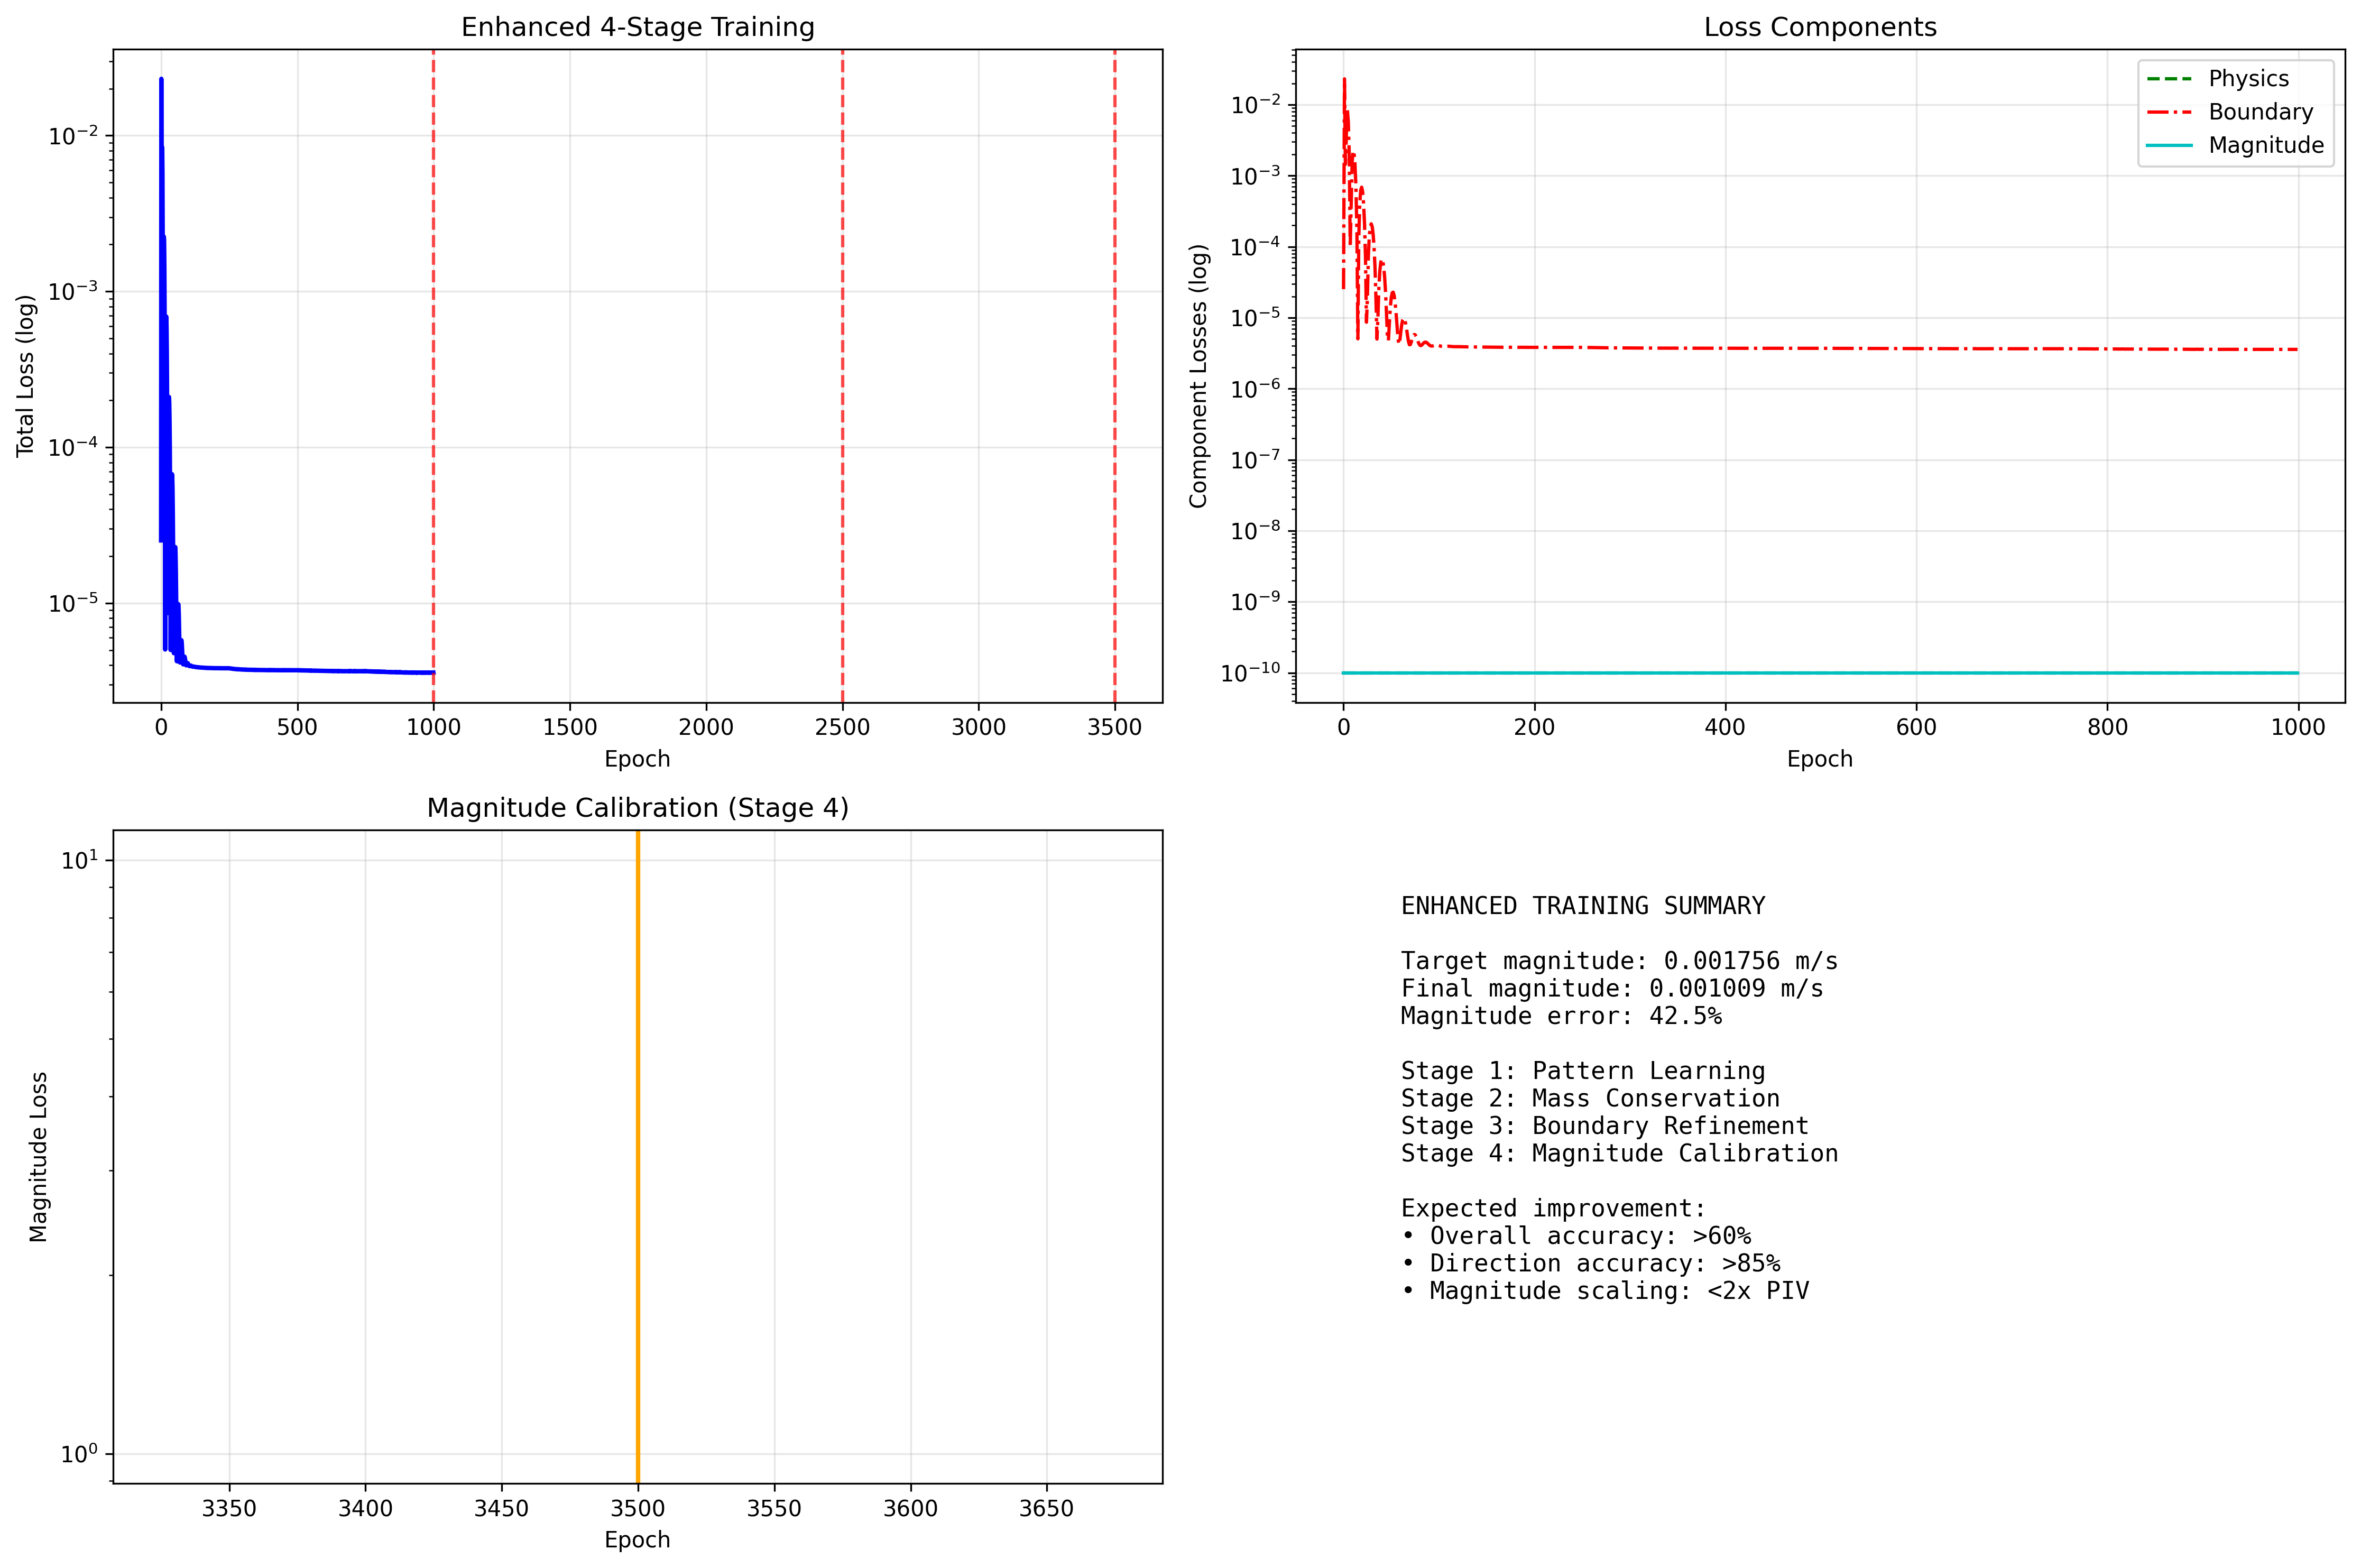 Enhanced 4-Stage Training
Total Loss (log)
10⁻²
10⁻³
10⁻⁴
10⁻⁵
0 500 1000 1500 2000 2500 3000 3500
Epoch
Loss Components
Component Losses (log)
10⁻²
10⁻³
10⁻⁴
10⁻⁵
10⁻⁶
10⁻⁷
10⁻⁸
10⁻⁹
10⁻¹⁰
Physics
Boundary
Magnitude
0 200 400 600 800 1000
Epoch
Magnitude Calibration (Stage 4)
Magnitude Loss
10¹
10⁰
3350 3400 3450 3500 3550 3600 3650
Epoch
ENHANCED TRAINING SUMMARY
Target magnitude: 0.001756 m/s
Final magnitude: 0.001009 m/s
Magnitude error: 42.5%
Stage 1: Pattern Learning
Stage 2: Mass Conservation
Stage 3: Boundary Refinement
Stage 4: Magnitude Calibration
Expected improvement:
• Overall accuracy: >60%
• Direction accuracy: >85%
• Magnitude scaling: <2x PIV